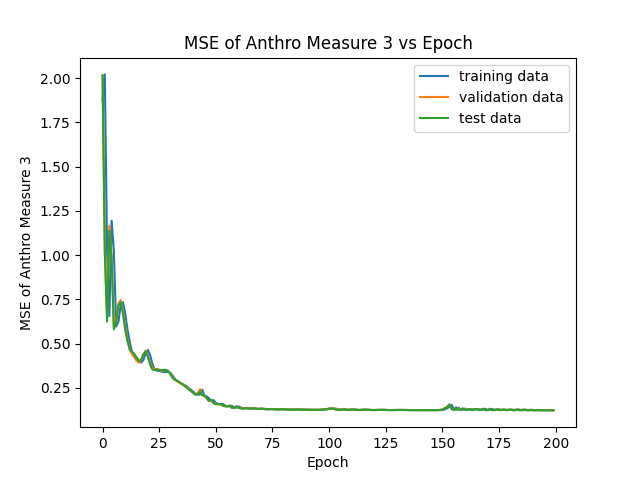 MSE of Anthro Measure 3 vs Epoch
training data
validation data
test data
MSE of Anthro Measure 3
2.00
1.75
1.50
1.25
1.00
0.75
0.50
0.25
0 25 50 75 100 125 150 175 200
Epoch